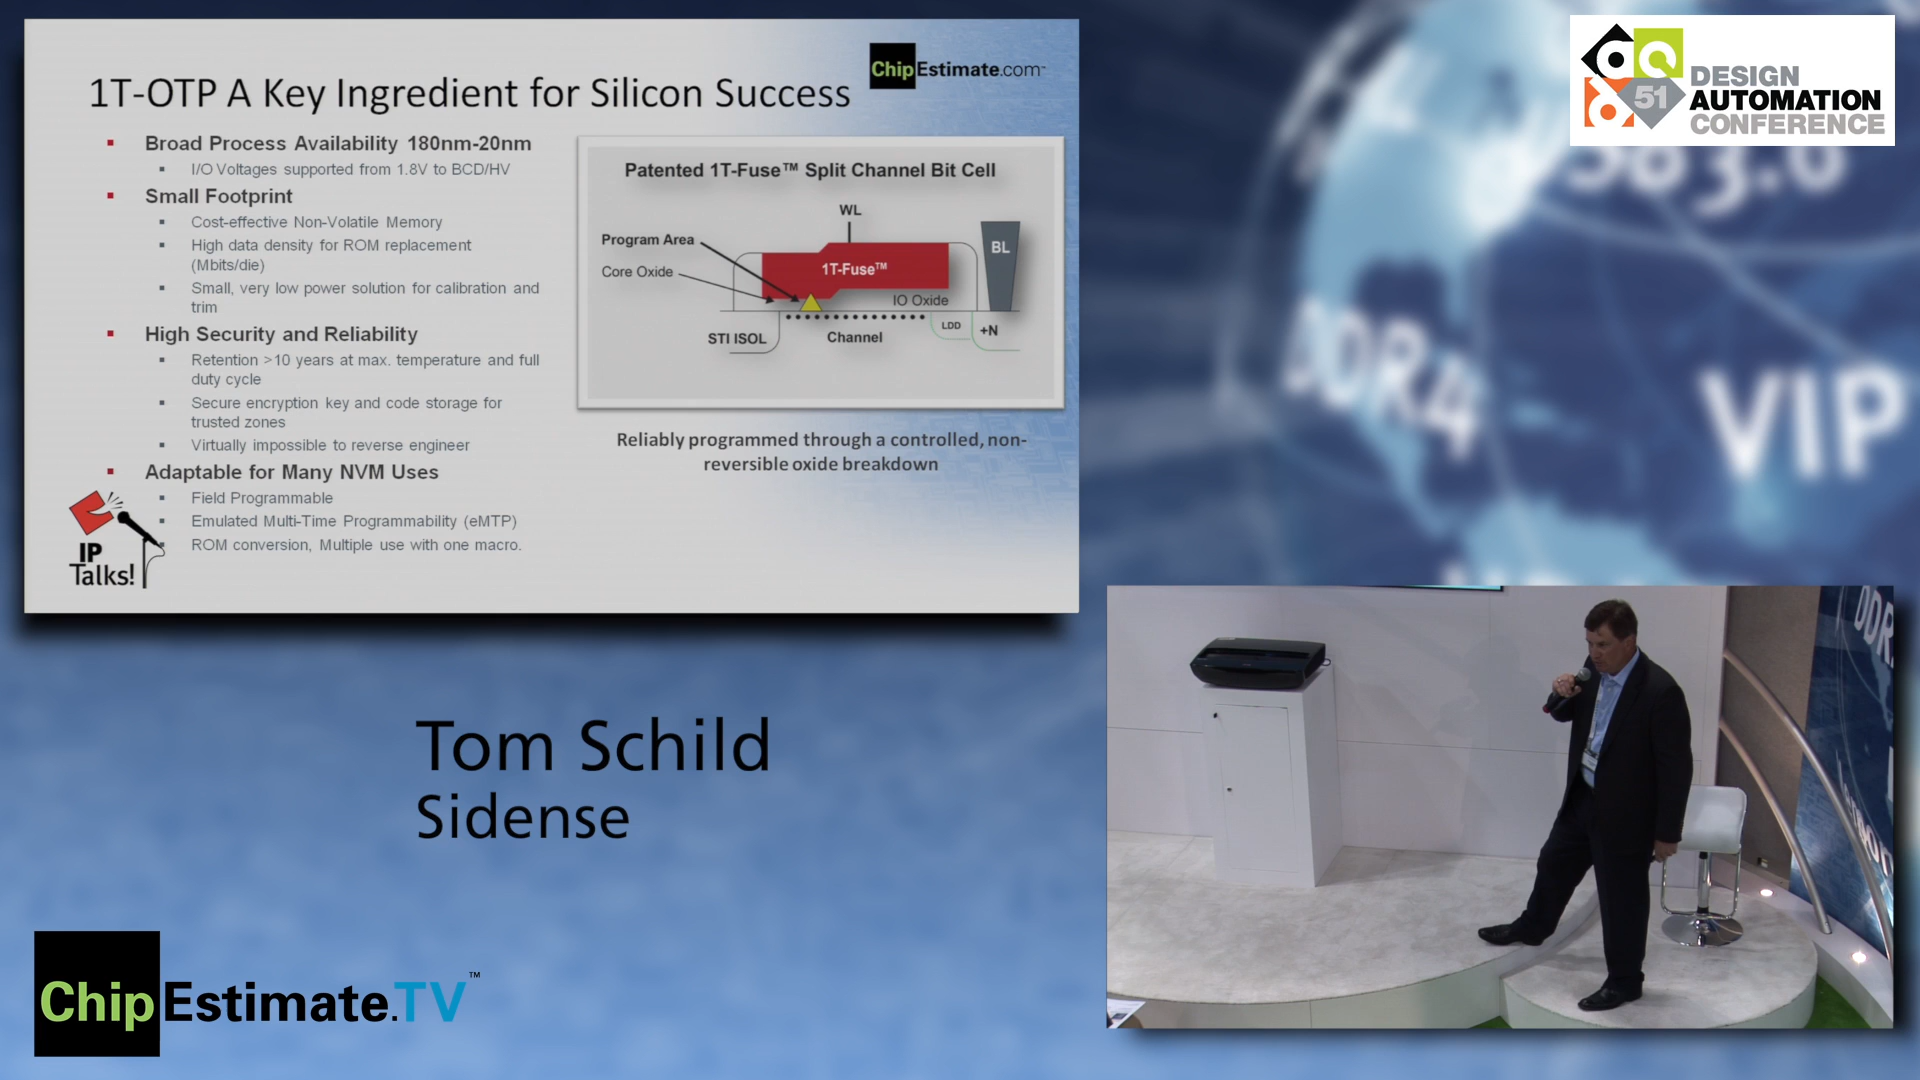 1T-OTP A Key Ingredient for Silicon Success
ChipEstimate.com™
▪ Broad Process Availability 180nm-20nm
▪ I/O Voltages supported from 1.8V to BCD/HV
▪ Small Footprint
▪ Cost-effective Non-Volatile Memory
▪ High data density for ROM replacement
(Mbits/die)
▪ Small, very low power solution for calibration and
trim
▪ High Security and Reliability
▪ Retention >10 years at max. temperature and full
duty cycle
▪ Secure encryption key and code storage for
trusted zones
▪ Virtually impossible to reverse engineer
▪ Adaptable for Many NVM Uses
▪ Field Programmable
▪ Emulated Multi-Time Programmability (eMTP)
▪ ROM conversion, Multiple use with one macro.
IP
Talks!
Patented 1T-Fuse™ Split Channel Bit Cell
WL
Program Area
BL
Core Oxide
1T-Fuse™
IO Oxide
LDD
+N
STI ISOL
Channel
Reliably programmed through a controlled, non-
reversible oxide breakdown
51
DESIGN
AUTOMATION
CONFERENCE
DDR4
VIP
Tom Schild
Sidense
ChipEstimate.TV™
DDR